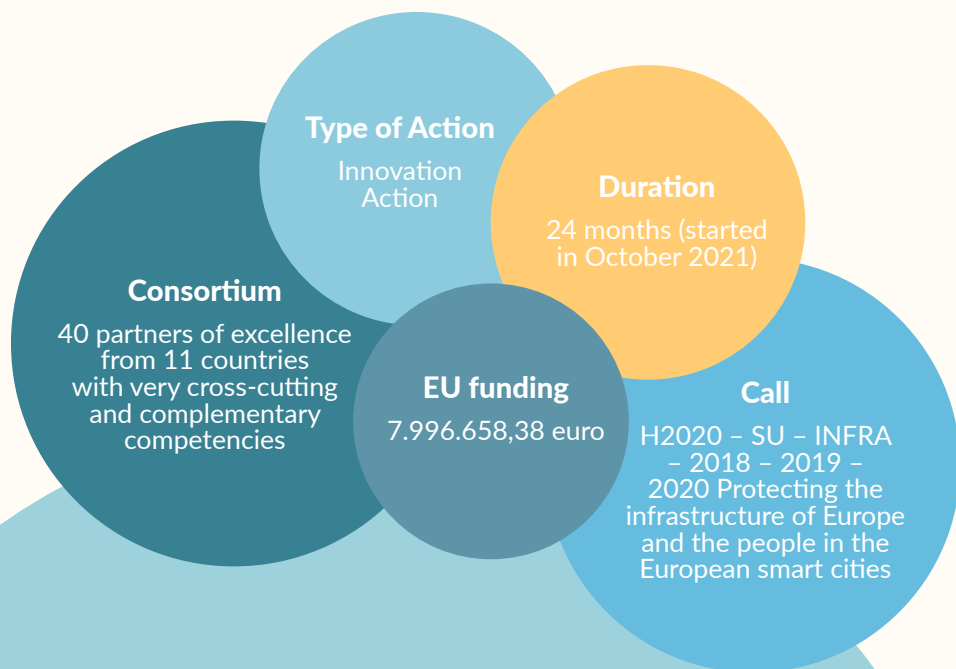 Type of Action
Innovation
Action
Duration
24 months (started
in October 2021)
Consortium
40 partners of excellence
from 11 countries
with very cross-cutting
and complementary
competencies
EU funding
7.996.658,38 euro
Call
H2020 – SU – INFRA
– 2018 – 2019 –
2020 Protecting the
infrastructure of Europe
and the people in the
European smart cities